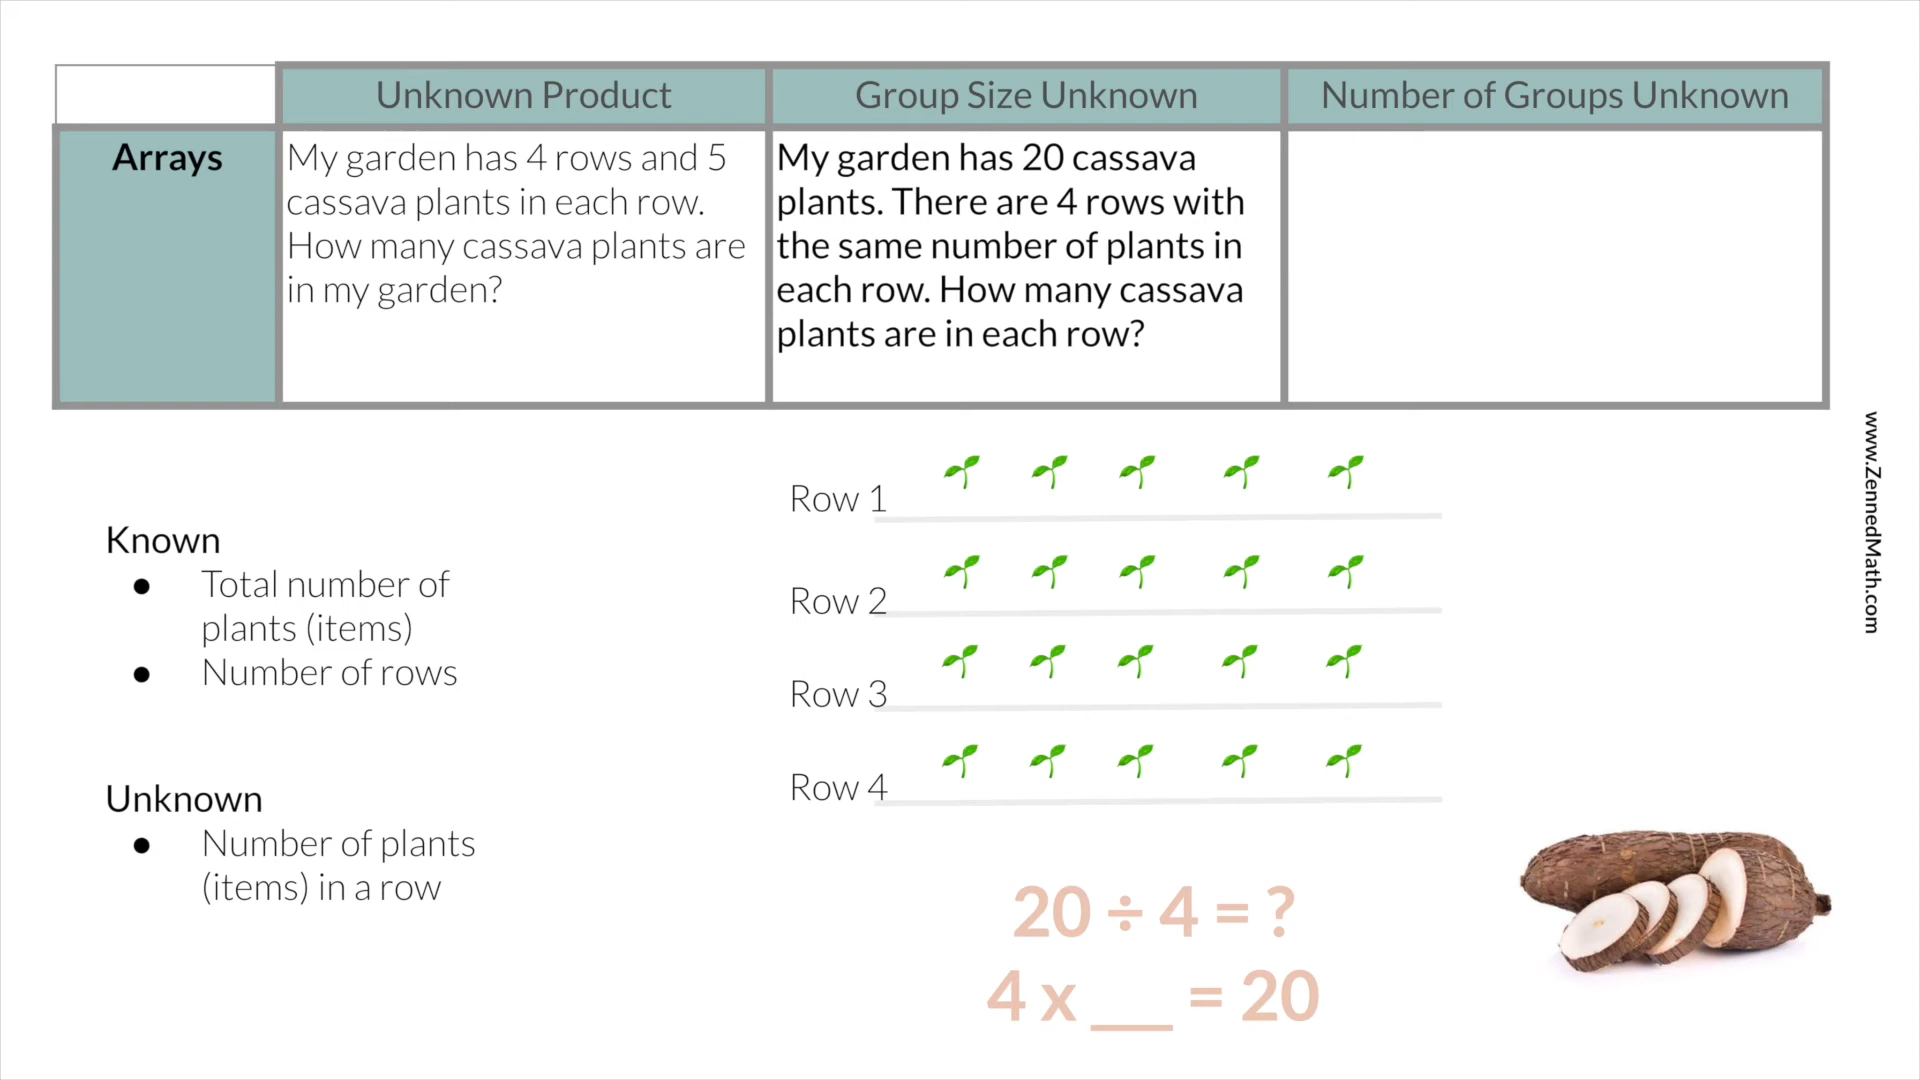 Unknown Product
Group Size Unknown
Number of Groups Unknown
Arrays
My garden has 4 rows and 5
cassava plants in each row.
How many cassava plants are
in my garden?
My garden has 20 cassava
plants. There are 4 rows with
the same number of plants in
each row. How many cassava
plants are in each row?
www.ZennedMath.com
Known
● Total number of
plants (items)
● Number of rows
Unknown
● Number of plants
(items) in a row
Row 1
Row 2
Row 3
Row 4
20 ÷ 4 = ?
4 x ___ = 20